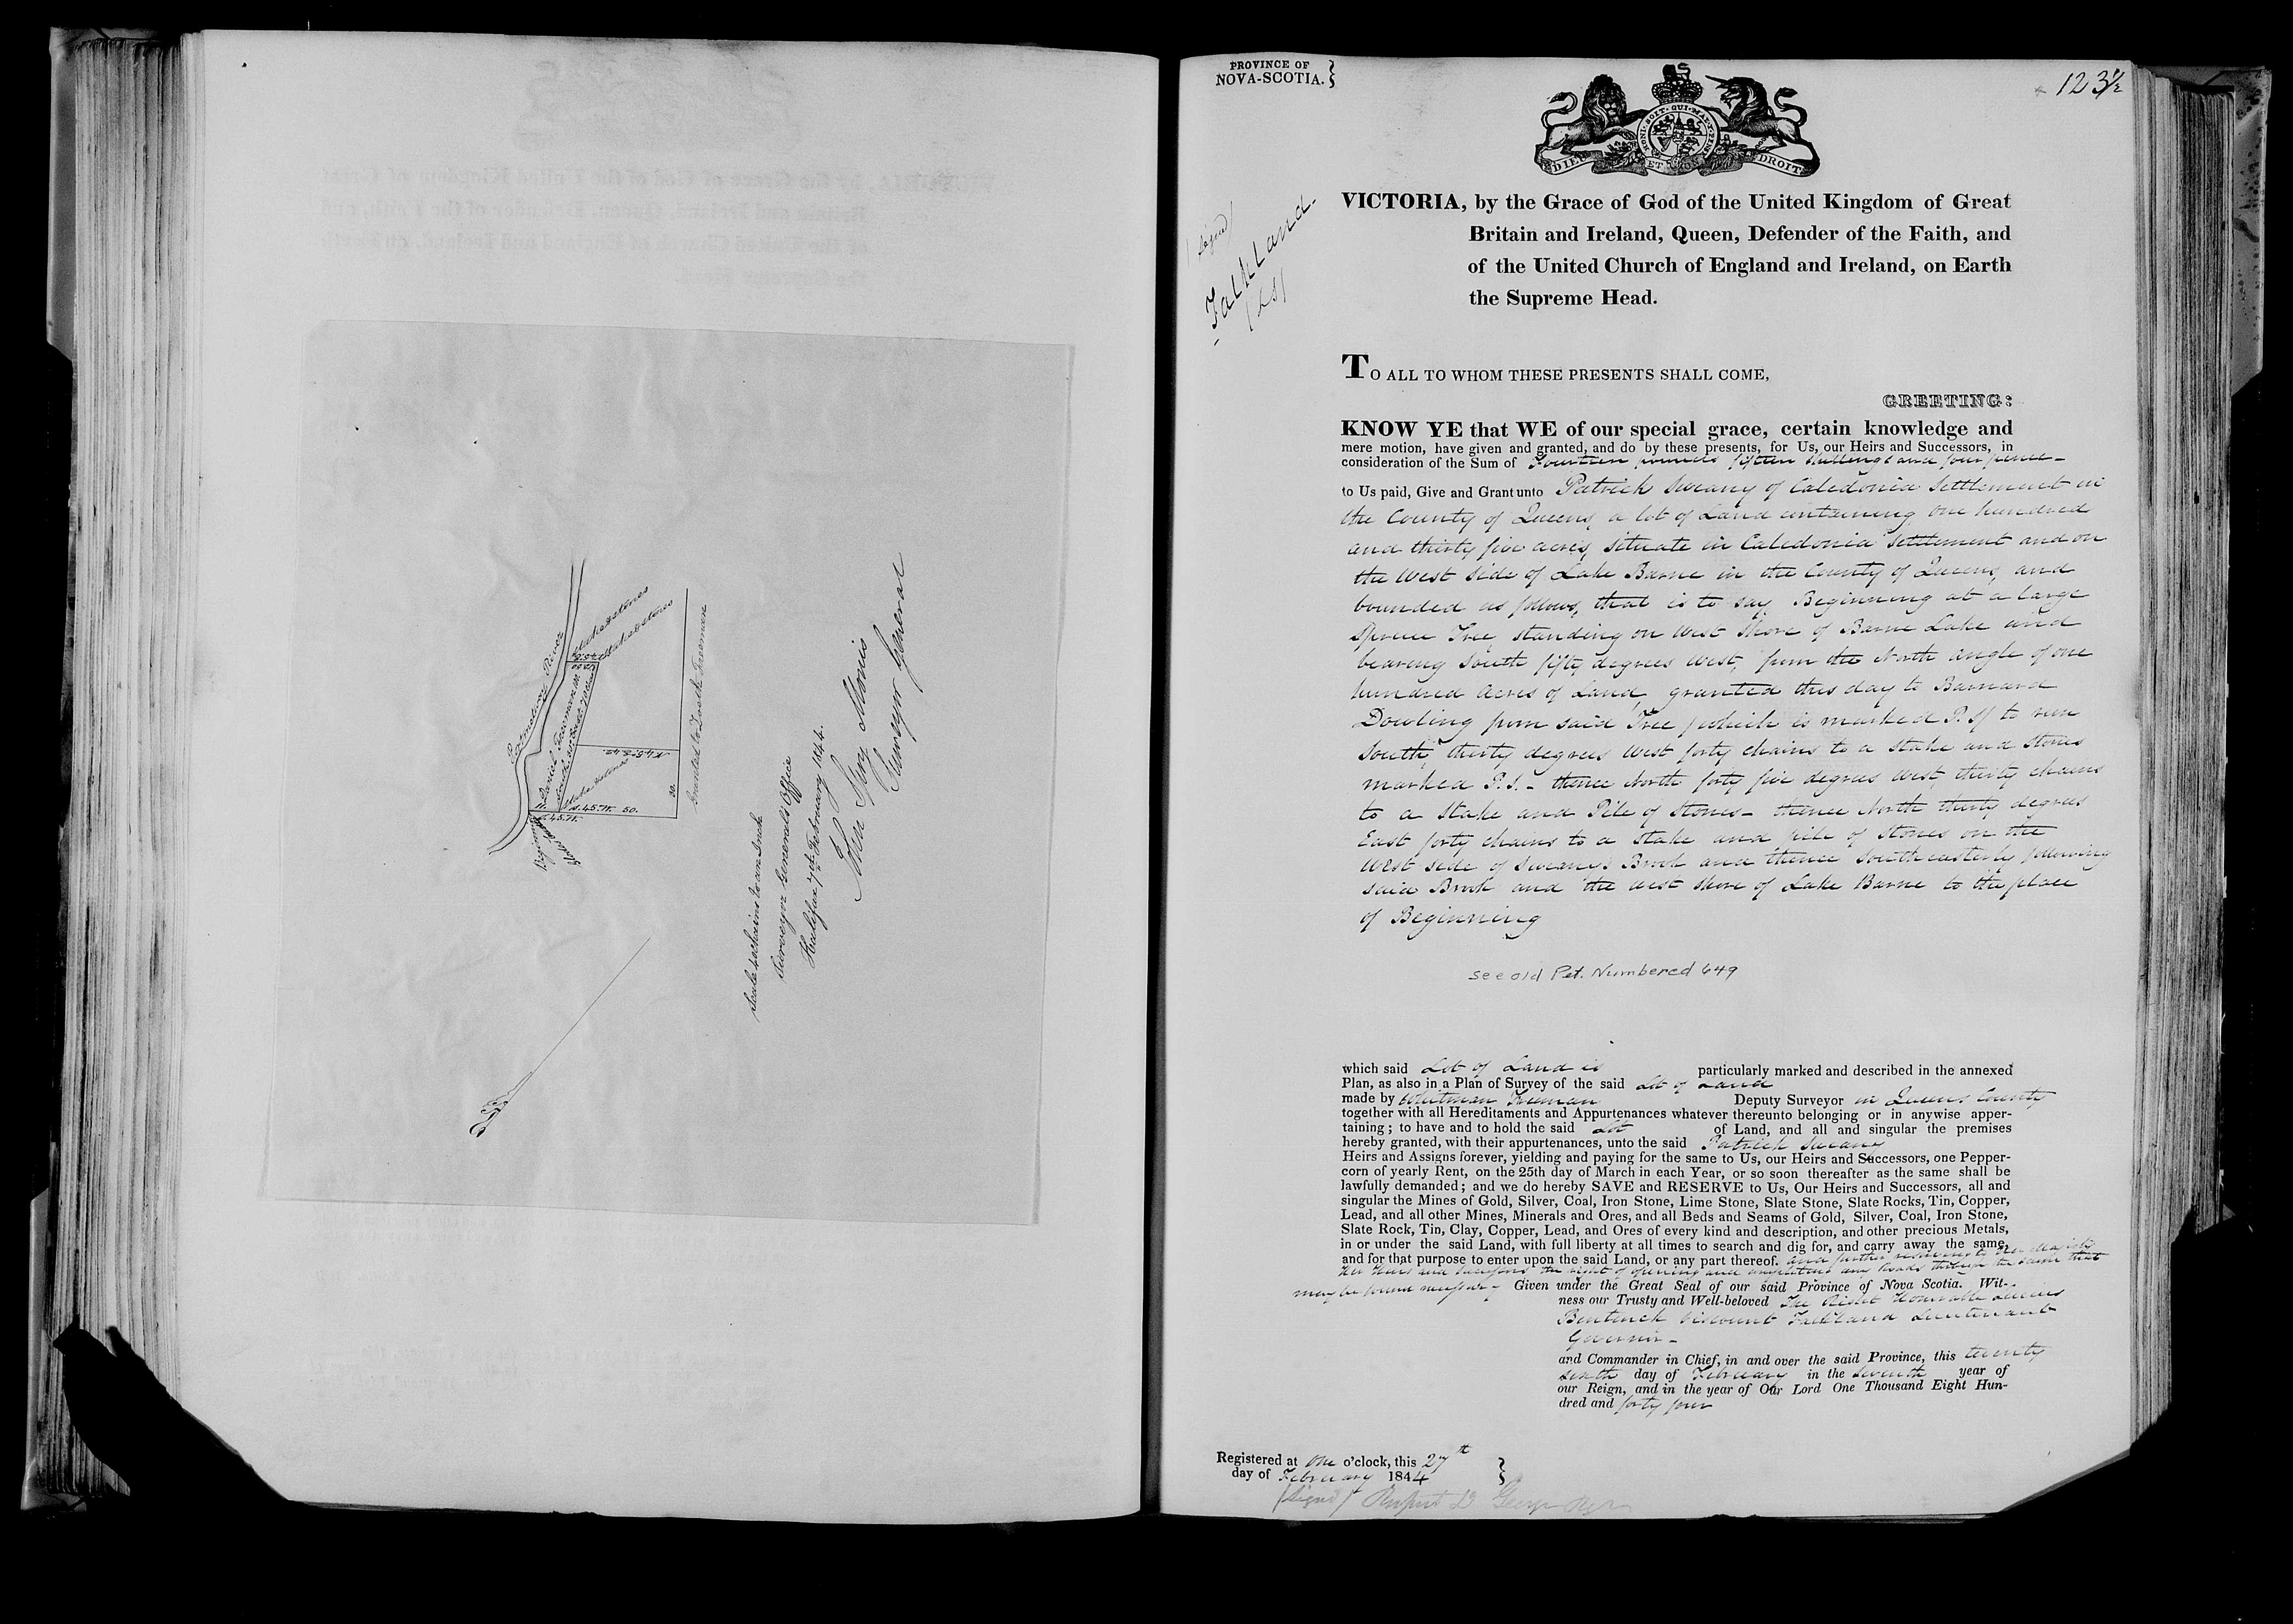 Parmstone River
Stake & stones
Stake & stones
Daniel Freeman
Stake & stones
N. 45. W. 50.
N. 45. W.
30.
Granted to Zoeth Freeman
Scale 40 chains to an Inch
Surveyor General's Office
Halifax 7th February 1844.
Morris
Surveyor General
PROVINCE OF
NOVA-SCOTIA.
123½
HONI·SOIT·QUI·MAL·Y·PENSE
DIEU ET MON DROIT
(signed)
Falkland
(LS)
VICTORIA, by the Grace of God of the United Kingdom of Great
Britain and Ireland, Queen, Defender of the Faith, and
of the United Church of England and Ireland, on Earth
the Supreme Head.
TO ALL TO WHOM THESE PRESENTS SHALL COME,
GREETING:
KNOW YE that WE of our special grace, certain knowledge and
mere motion, have given and granted, and do by these presents, for Us, our Heirs and Successors, in
consideration of the Sum of Fourteen pounds fifteen shillings and four pence
to Us paid, Give and Grant unto Patrick Sweany of Caledonia Settlement in
the County of Queens, a lot of Land containing one hundred
and thirty five acres, situate in Caledonia Settlement and on
the West side of Lake Barne in the County of Queens, and
bounded as follows, that is to say, Beginning at a large
Spruce Tree standing on West Shore of Barne Lake and
bearing South fifty degrees West, from the North angle of one
hundred Acres of Land granted this day to Barnard
Dowling from said Tree (which is marked P. S) to run
South thirty degrees West forty chains to a Stake and Stones
marked P. S. - thence North forty five degrees West thirty chains
to a Stake and Pile of Stones - thence North thirty degrees
East forty chains to a Stake and pile of Stones on the
West side of Sweany's Brook and thence southeasterly following
said Brook and the West shore of Lake Barne to the place
of Beginning
see old Pet. Numbered 649
which said Lot of Land is particularly marked and described in the annexed
Plan, as also in a Plan of Survey of the said Lot of Land
made by Whitman Freeman Deputy Surveyor in Queens County
together with all Hereditaments and Appurtenances whatever thereunto belonging or in anywise apper-
taining; to have and to hold the said Lot of Land, and all and singular the premises
hereby granted, with their appurtenances, unto the said Patrick Sweany
Heirs and Assigns forever, yielding and paying for the same to Us, our Heirs and Successors, one Pepper-
corn of yearly Rent, on the 25th day of March in each Year, or so soon thereafter as the same shall be
lawfully demanded; and we do hereby SAVE and RESERVE to Us, Our Heirs and Successors, all and
singular the Mines of Gold, Silver, Coal, Iron Stone, Lime Stone, Slate Stone, Slate Rocks, Tin, Copper,
Lead, and all other Mines, Minerals and Ores, and all Beds and Seams of Gold, Silver, Coal, Iron Stone,
Slate Rock, Tin, Clay, Copper, Lead, and Ores of every kind and description, and other precious Metals,
in or under the said Land, with full liberty at all times to search and dig for, and carry away the same,
and for that purpose to enter upon the said Land, or any part thereof. and further reserving to Her Majesty
Her Heirs and Successors the right of opening and any Roads through the same that
may be found necessary Given under the Great Seal of our said Province of Nova Scotia. Wit-
ness our Trusty and Well-beloved The Right Honorable Lucius
Bentinck Viscount Falkland Lieutenant
Governor -
and Commander in Chief, in and over the said Province, this twenty
sixth day of February in the seventh year of
our Reign, and in the year of Our Lord One Thousand Eight Hun-
dred and forty four
Registered at one o'clock, this 27th
day of February 1844
(signed) Rupert D George Regr